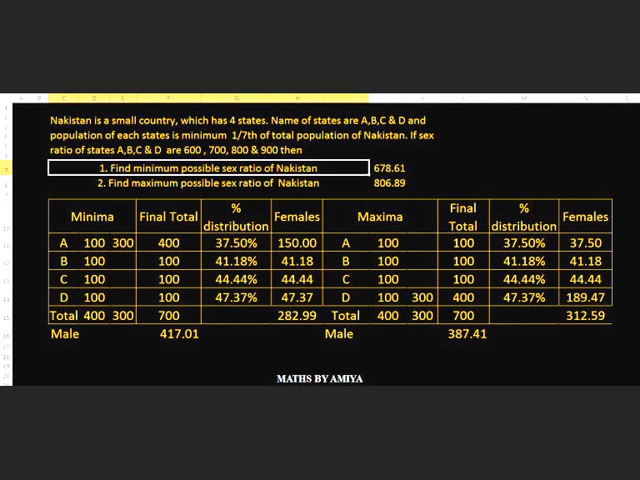 Nakistan is a small country, which has 4 states. Name of states are A,B,C & D and
population of each states is minimum 1/7th of total population of Nakistan. If sex
ratio of states A,B,C & D are 600 , 700, 800 & 900 then
1. Find minimum possible sex ratio of Nakistan 678.61
2. Find maximum possible sex ratio of Nakistan 806.89
Minima Final Total % distribution Females Maxima Final Total % distribution Females
A 100 300 400 37.50% 150.00 A 100 100 37.50% 37.50
B 100 100 41.18% 41.18 B 100 100 41.18% 41.18
C 100 100 44.44% 44.44 C 100 100 44.44% 44.44
D 100 100 47.37% 47.37 D 100 300 400 47.37% 189.47
Total 400 300 700 282.99 Total 400 300 700 312.59
Male 417.01 Male 387.41
MATHS BY AMIYA